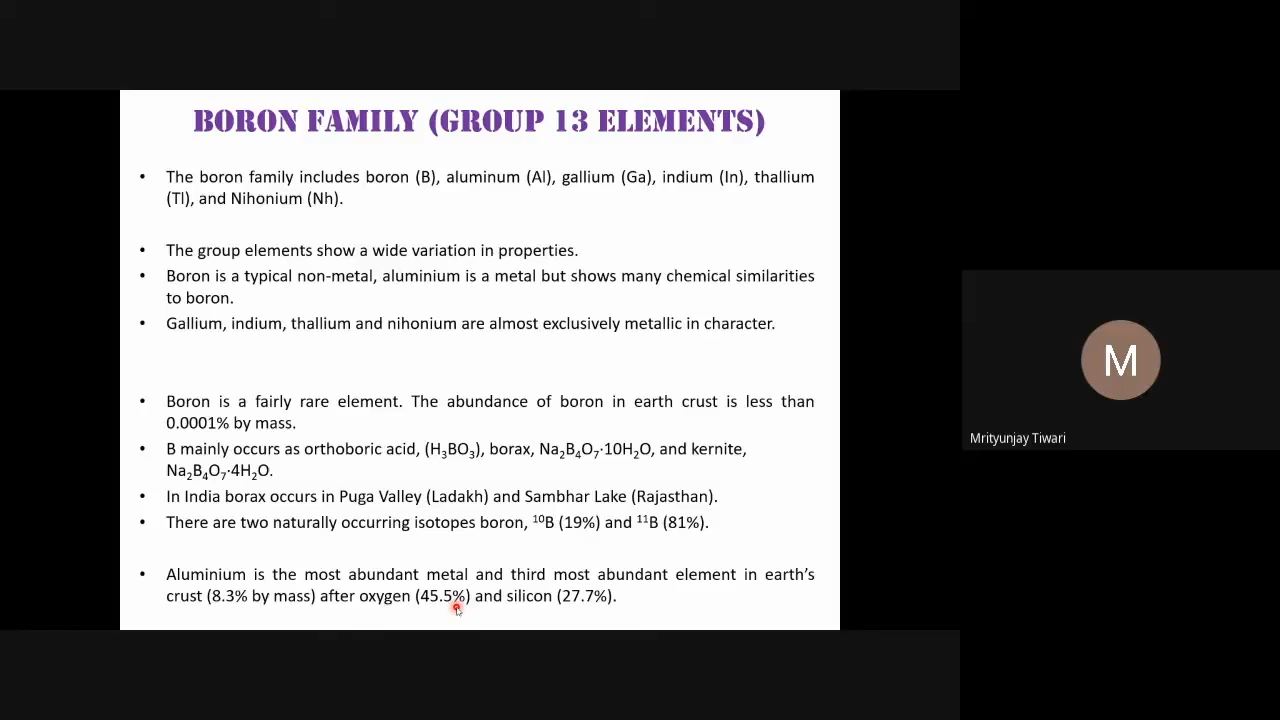 BORON FAMILY (GROUP 13 ELEMENTS)
• The boron family includes boron (B), aluminum (Al), gallium (Ga), indium (In), thallium
(Tl), and Nihonium (Nh).
• The group elements show a wide variation in properties.
• Boron is a typical non-metal, aluminium is a metal but shows many chemical similarities
to boron.
• Gallium, indium, thallium and nihonium are almost exclusively metallic in character.
• Boron is a fairly rare element. The abundance of boron in earth crust is less than
0.0001% by mass.
• B mainly occurs as orthoboric acid, (H₃BO₃), borax, Na₂B₄O₇·10H₂O, and kernite,
Na₂B₄O₇·4H₂O.
• In India borax occurs in Puga Valley (Ladakh) and Sambhar Lake (Rajasthan).
• There are two naturally occurring isotopes boron, ¹⁰B (19%) and ¹¹B (81%).
• Aluminium is the most abundant metal and third most abundant element in earth’s
crust (8.3% by mass) after oxygen (45.5%) and silicon (27.7%).
M
Mrityunjay Tiwari